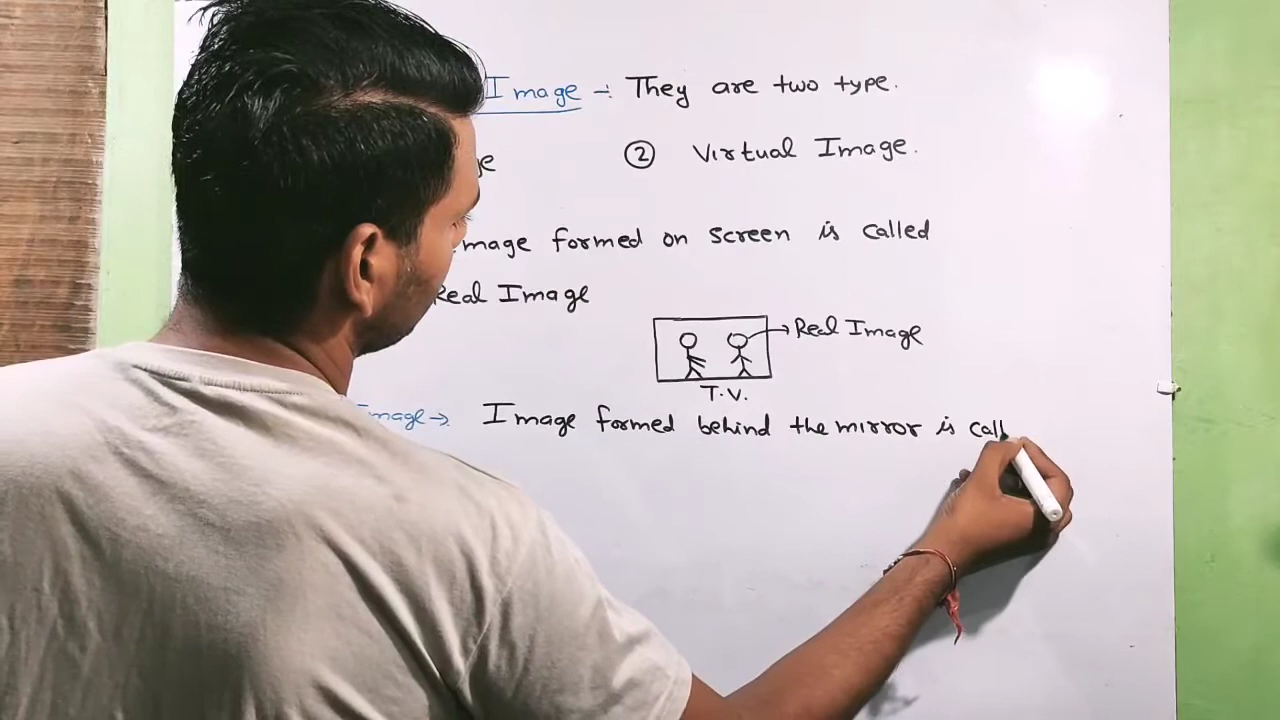 Image -: They are two type.
② Virtual Image.
mage formed on screen is called
Real Image
Real Image
T.V.
Image → Image formed behind the mirror is call